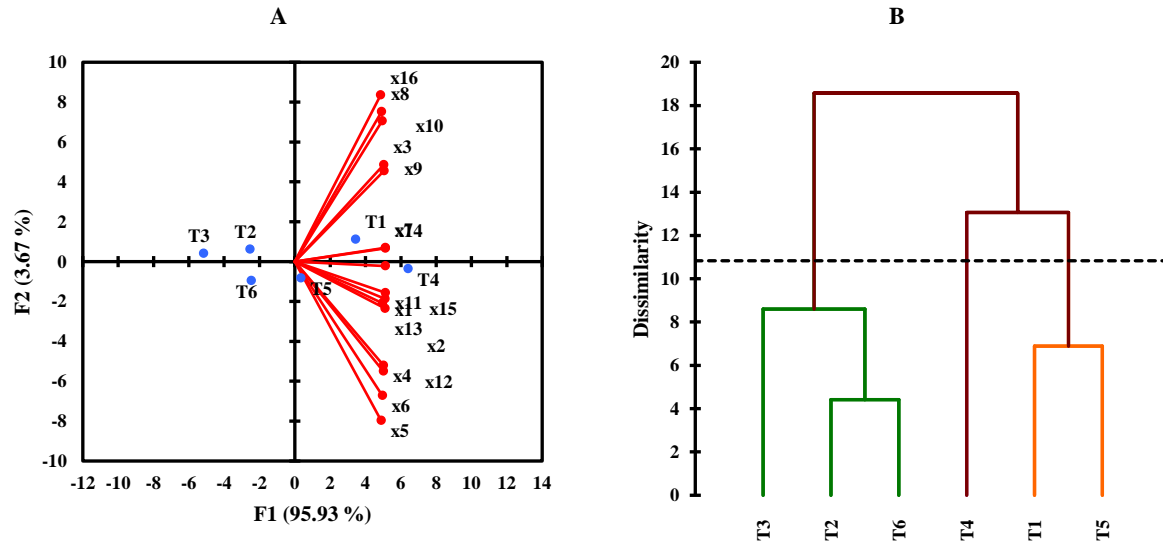 A
B
10
8
6
4
2
0
-2
-4
-6
-8
-10
-12 -10 -8 -6 -4 -2 0 2 4 6 8 10 12 14
F2 (3.67 %)
F1 (95.93 %)
x16
x8
x10
x3
x9
T1
T2
T3
T4
T5
T6
x11
x15
x13
x2
x4
x12
x6
x5
20
18
16
14
12
10
8
6
4
2
0
Dissimilarity
T3
T2
T6
T4
T1
T5